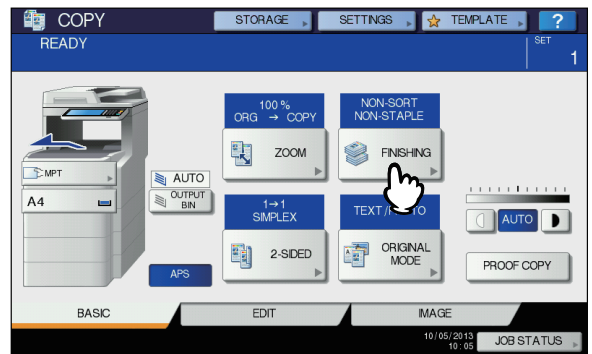 COPY
STORAGE
SETTINGS
TEMPLATE
?
READY
SET
1
100 %
ORG → COPY
NON-SORT
NON-STAPLE
ZOOM
FINISHING
MPT
AUTO
A4
OUTPUT
BIN
1→1
SIMPLEX
TEXT/
TO
2-SIDED
ORIGINAL
MODE
AUTO
APS
PROOF COPY
BASIC
EDIT
IMAGE
10/05/2013
10:05
JOB STATUS